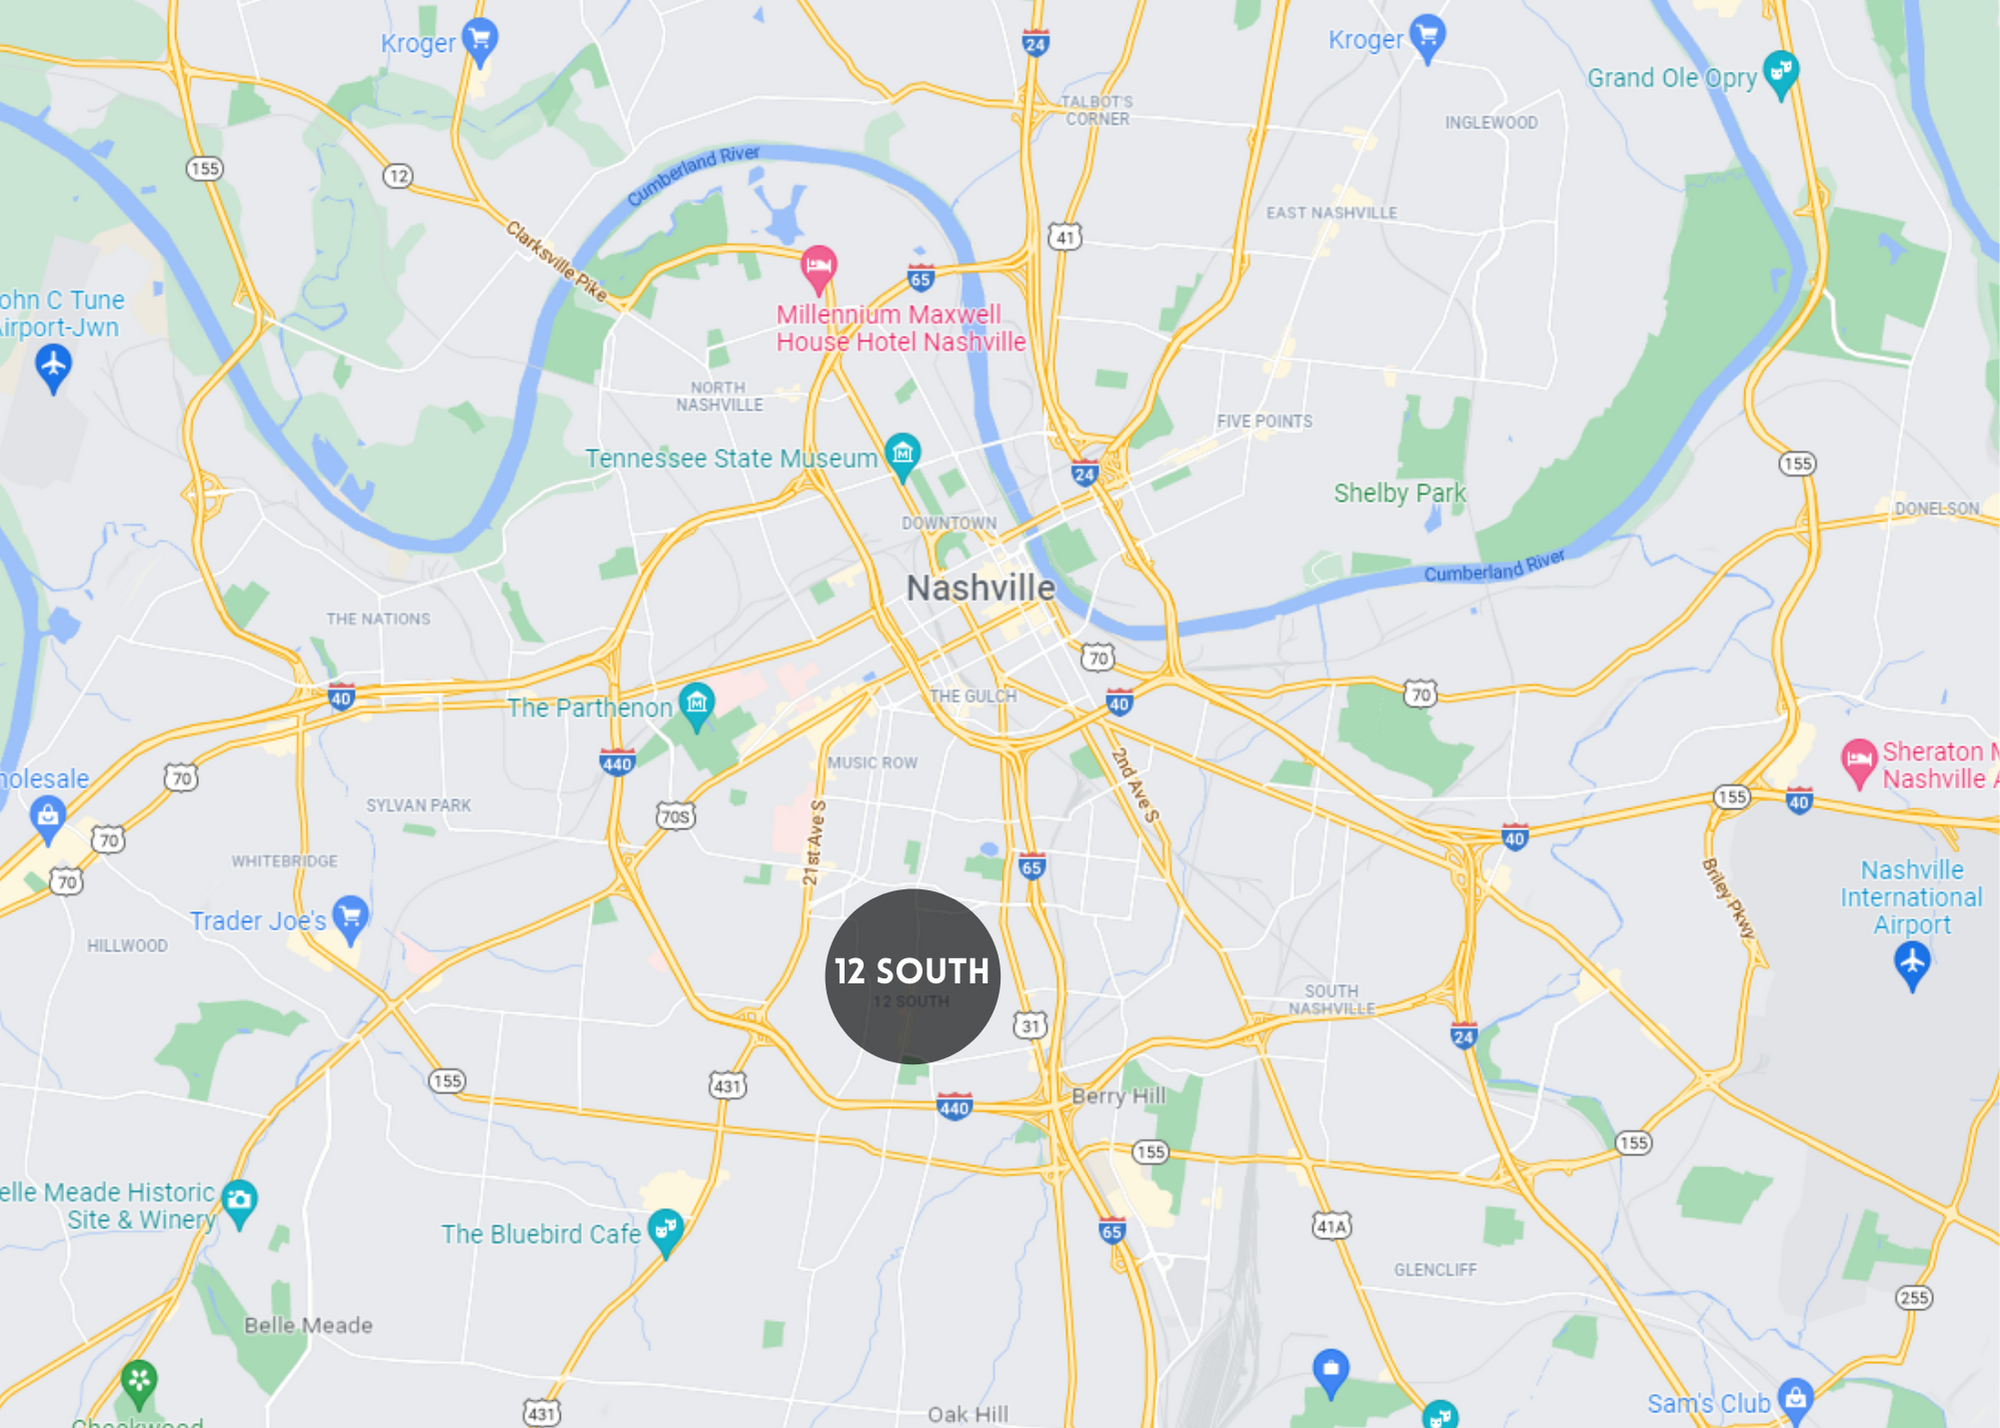 Kroger
24
Kroger
Grand Ole Opry
TALBOT'S
CORNER
INGLEWOOD
155
12
Cumberland River
EAST NASHVILLE
41
Clarksville Pike
65
ohn C Tune
Airport-Jwn
Millennium Maxwell
House Hotel Nashville
NORTH
NASHVILLE
FIVE POINTS
Tennessee State Museum
24
155
Shelby Park
DONELSON
DOWNTOWN
Cumberland River
Nashville
THE NATIONS
70
40
The Parthenon
THE GULCH
40
70
440
MUSIC ROW
2nd Ave S
Sheraton M
Nashville A
holesale
70
SYLVAN PARK
70S
155
40
70
21st Ave S
40
WHITEBRIDGE
65
70
Briley Pkwy
Nashville
International
Airport
Trader Joe's
HILLWOOD
12 SOUTH
12 SOUTH
SOUTH
NASHVILLE
31
24
155
431
440
Berry Hill
155
155
elle Meade Historic
Site & Winery
The Bluebird Cafe
41A
65
GLENCLIFF
255
Belle Meade
Sam's Club
431
Oak Hill
Cheekwood